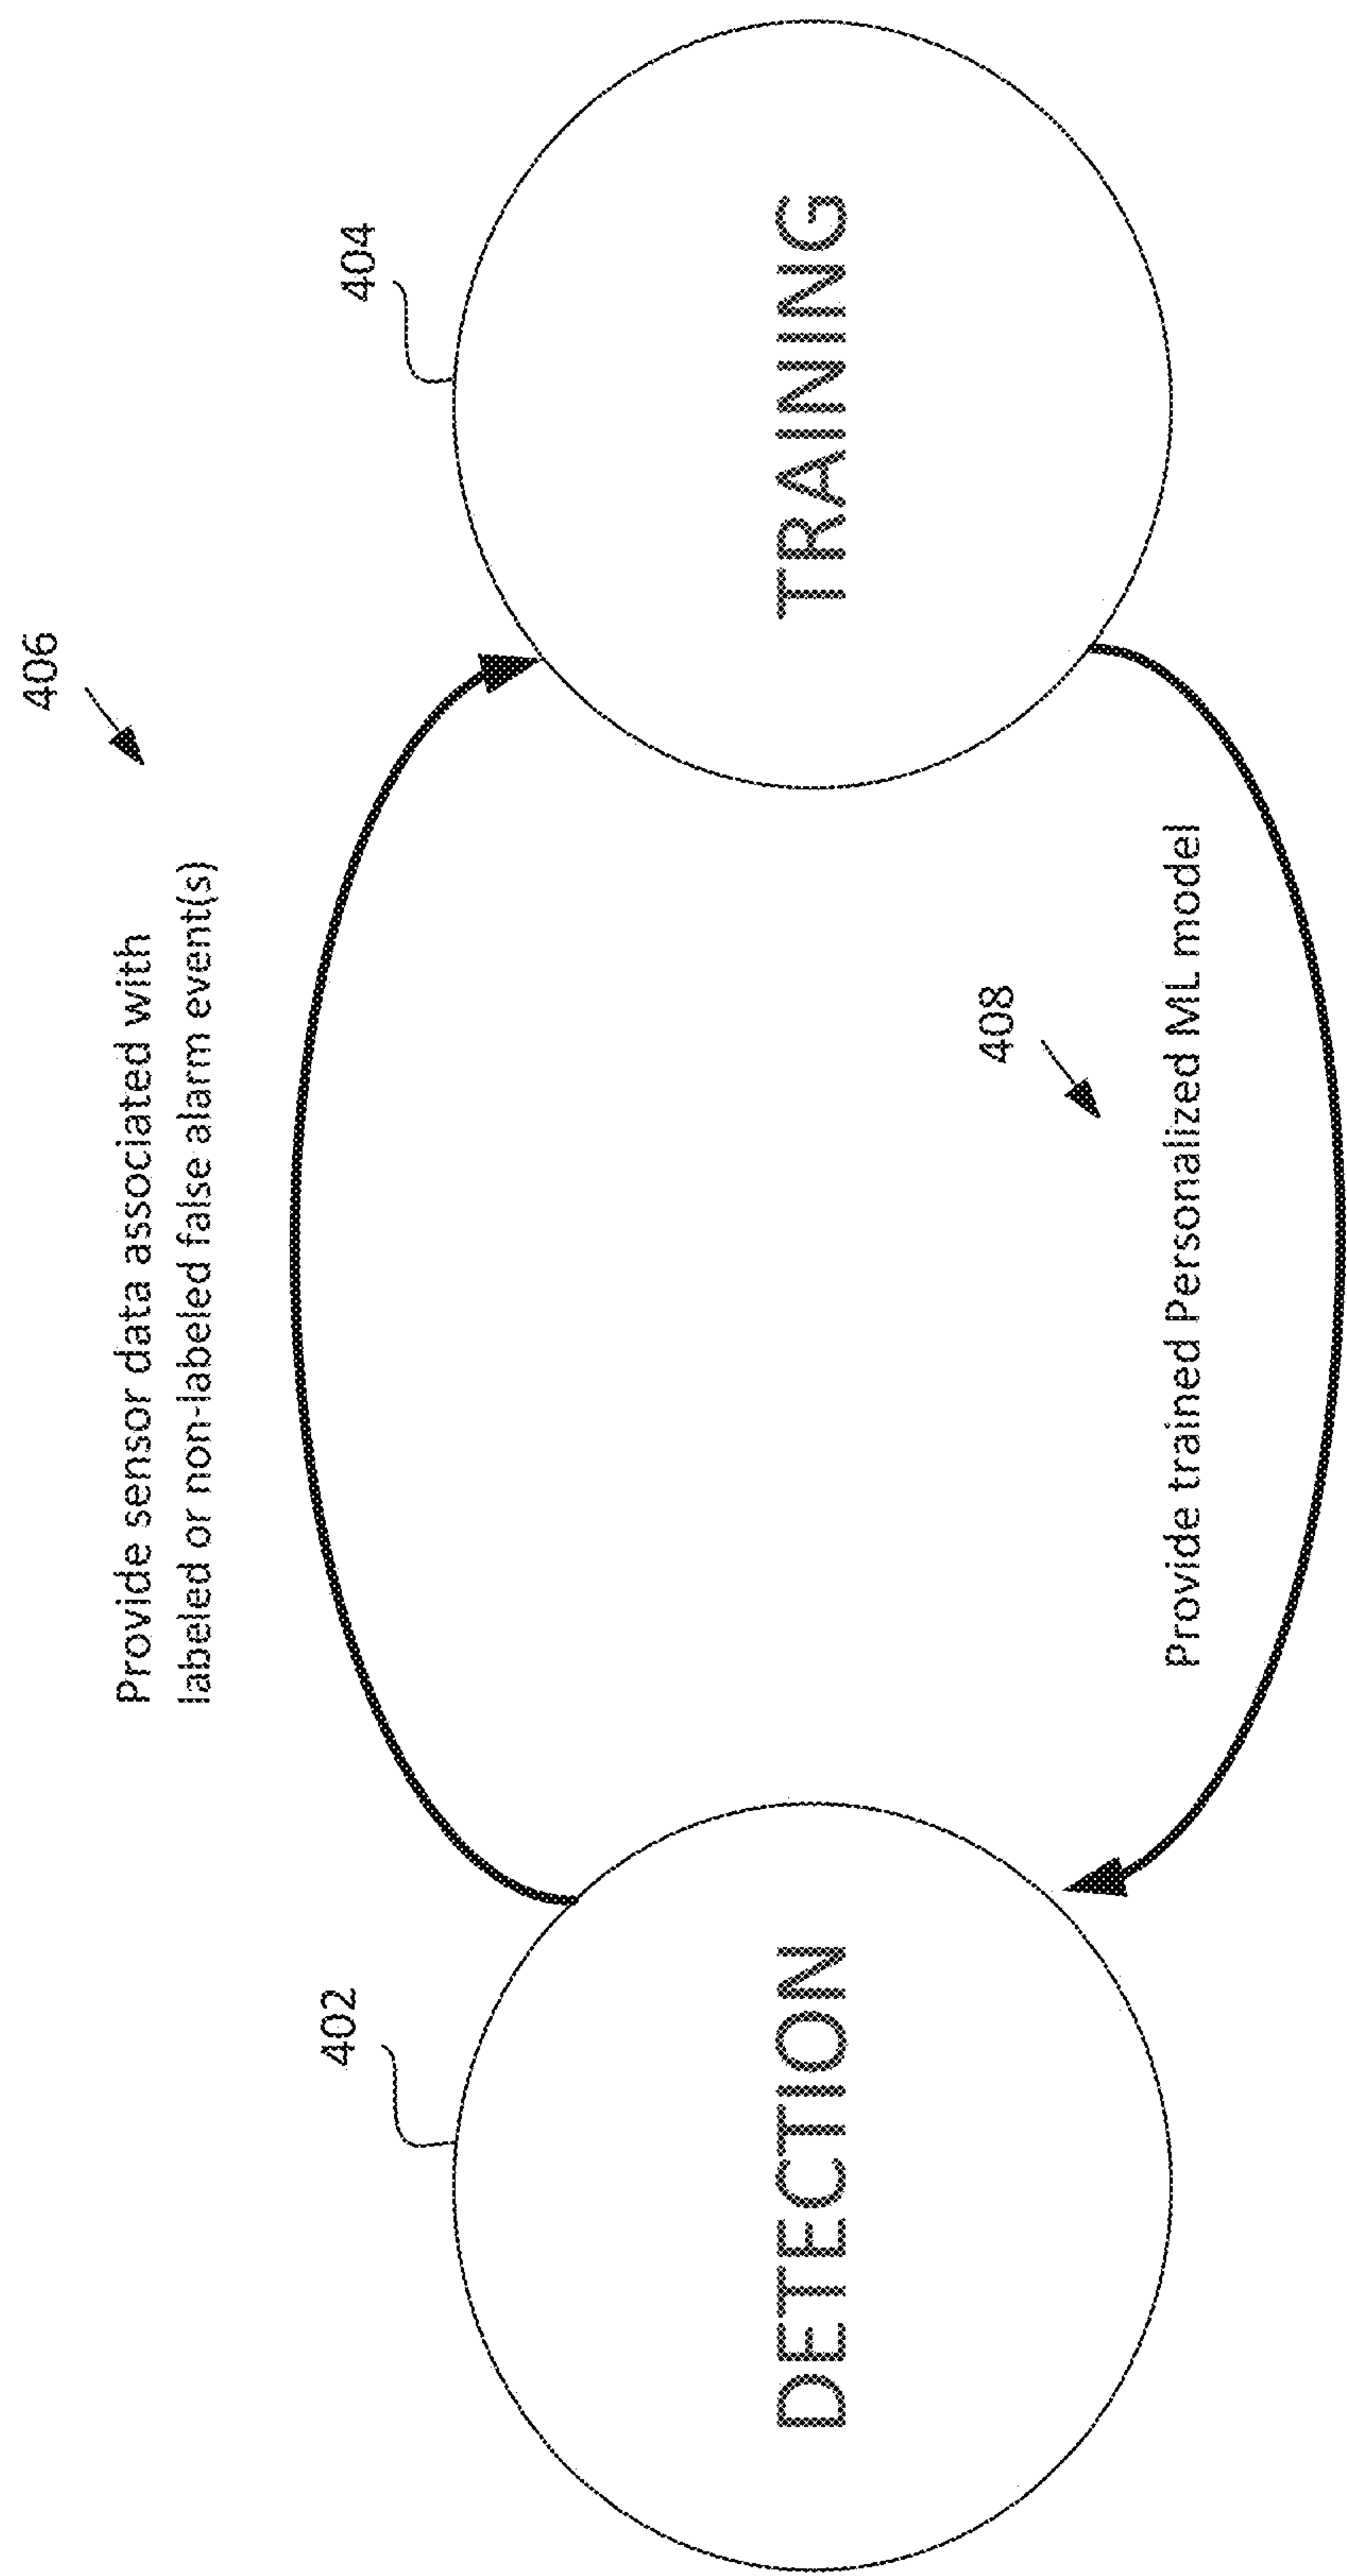 406
Provide sensor data associated with
labeled or non-labeled false alarm event(s)
402
404
DETECTION
TRAINING
408
Provide trained Personalized ML model